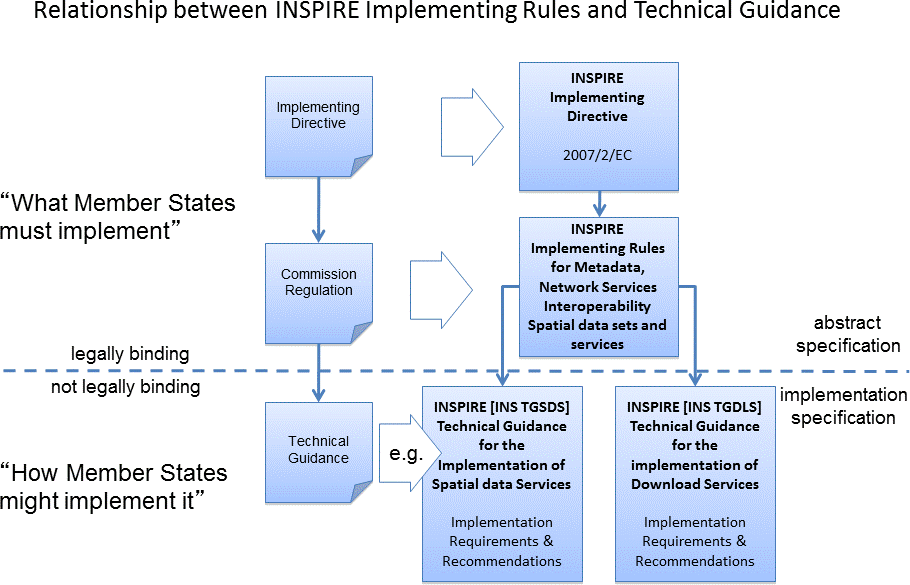 Relationship between INSPIRE Implementing Rules and Technical Guidance
Implementing
Directive
INSPIRE
Implementing
Directive
2007/2/EC
“What Member States
must implement”
Commission
Regulation
INSPIRE
Implementing Rules
for Metadata,
Network Services
Interoperability
Spatial data sets and
services
abstract
specification
legally binding
not legally binding
implementation
specification
“How Member States
might implement it”
Technical
Guidance
e.g.
INSPIRE [INS TGSDS]
Technical Guidance
for the
Implementation of
Spatial data Services
Implementation
Requirements &
Recommendations
INSPIRE [INS TGDLS]
Technical Guidance
for the
implementation of
Download Services
Implementation
Requirements &
Recommendations